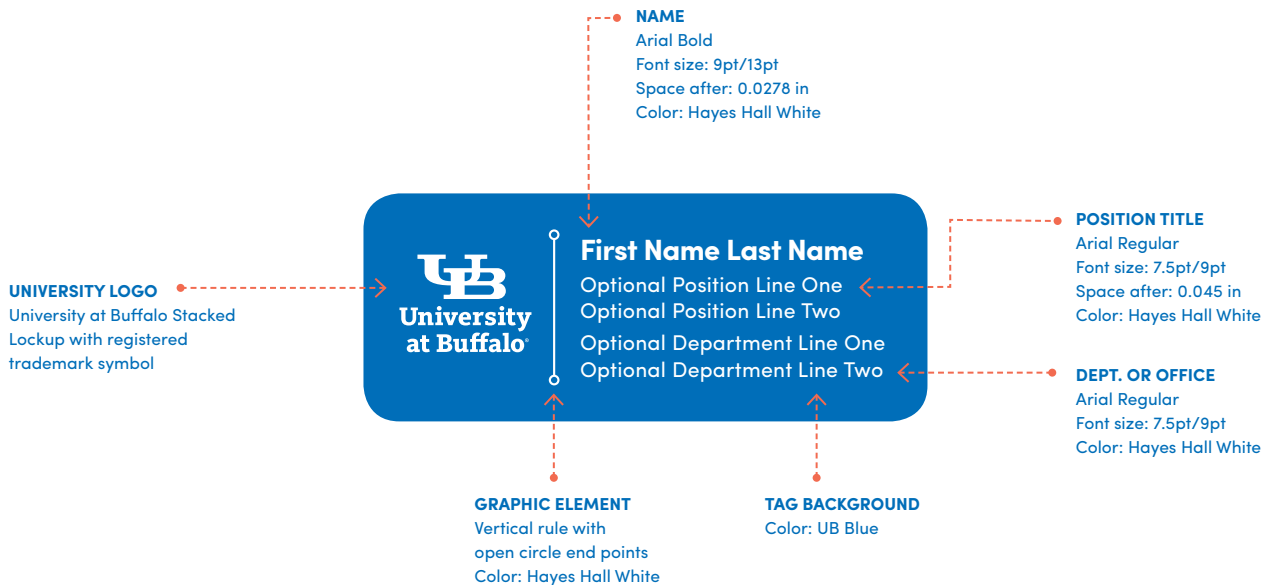 NAME
Arial Bold
Font size: 9pt/13pt
Space after: 0.0278 in
Color: Hayes Hall White
UNIVERSITY LOGO
University at Buffalo Stacked
Lockup with registered
trademark symbol
UB
University
at Buffalo®
First Name Last Name
Optional Position Line One
Optional Position Line Two
Optional Department Line One
Optional Department Line Two
POSITION TITLE
Arial Regular
Font size: 7.5pt/9pt
Space after: 0.045 in
Color: Hayes Hall White
DEPT. OR OFFICE
Arial Regular
Font size: 7.5pt/9pt
Color: Hayes Hall White
GRAPHIC ELEMENT
Vertical rule with
open circle end points
Color: Hayes Hall White
TAG BACKGROUND
Color: UB Blue